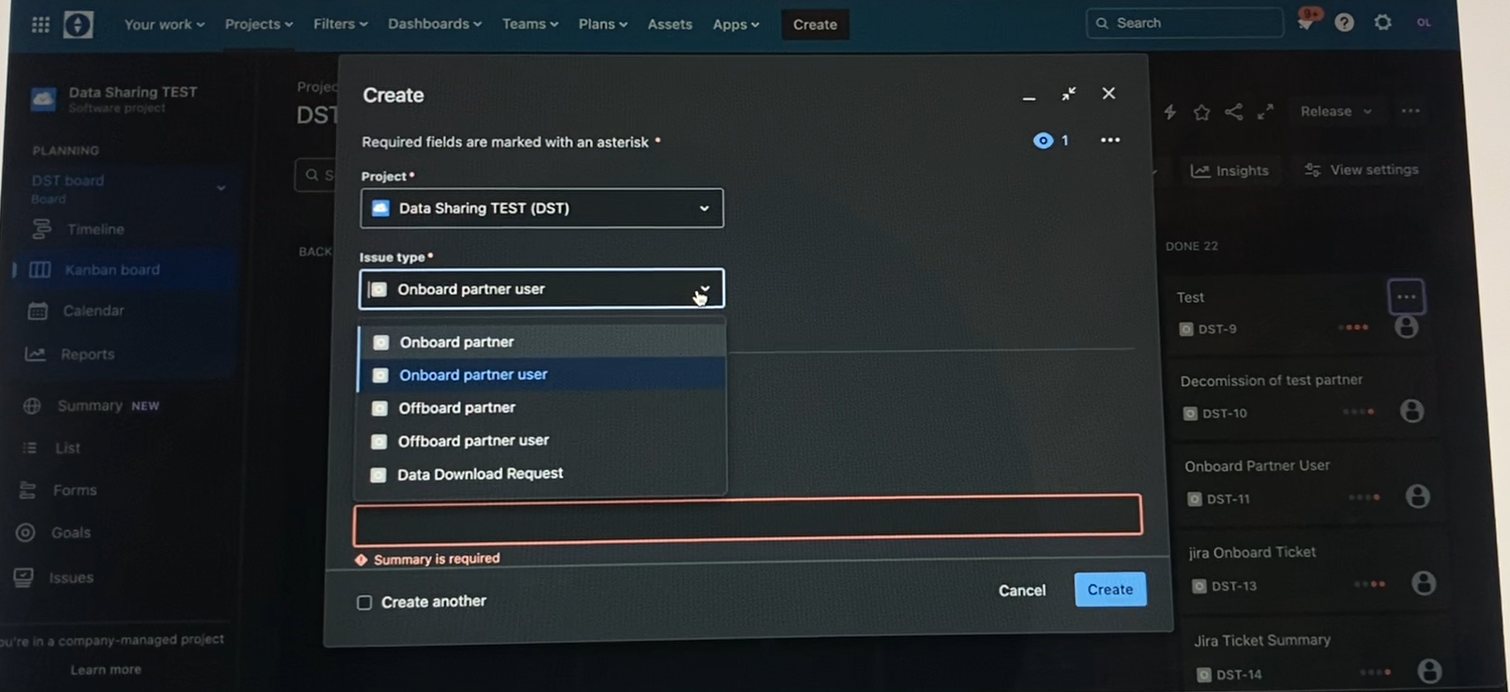 Your work Projects Filters Dashboards Teams Plans Assets Apps Create Search 9+ OL
Data Sharing TEST
Software project
PLANNING
DST board
Board
Timeline
Kanban board
Calendar
Reports
Summary NEW
List
Forms
Goals
Issues
You're in a company-managed project
Learn more
Projec
DST
S
BACK
Release
Insights View settings
Create
Required fields are marked with an asterisk *
1
Project *
Data Sharing TEST (DST)
Issue type *
Onboard partner user
Onboard partner
Onboard partner user
Offboard partner
Offboard partner user
Data Download Request
Summary is required
Create another
Cancel Create
DONE 22
Test
DST-9
Decomission of test partner
DST-10
Onboard Partner User
DST-11
jira Onboard Ticket
DST-13
Jira Ticket Summary
DST-14